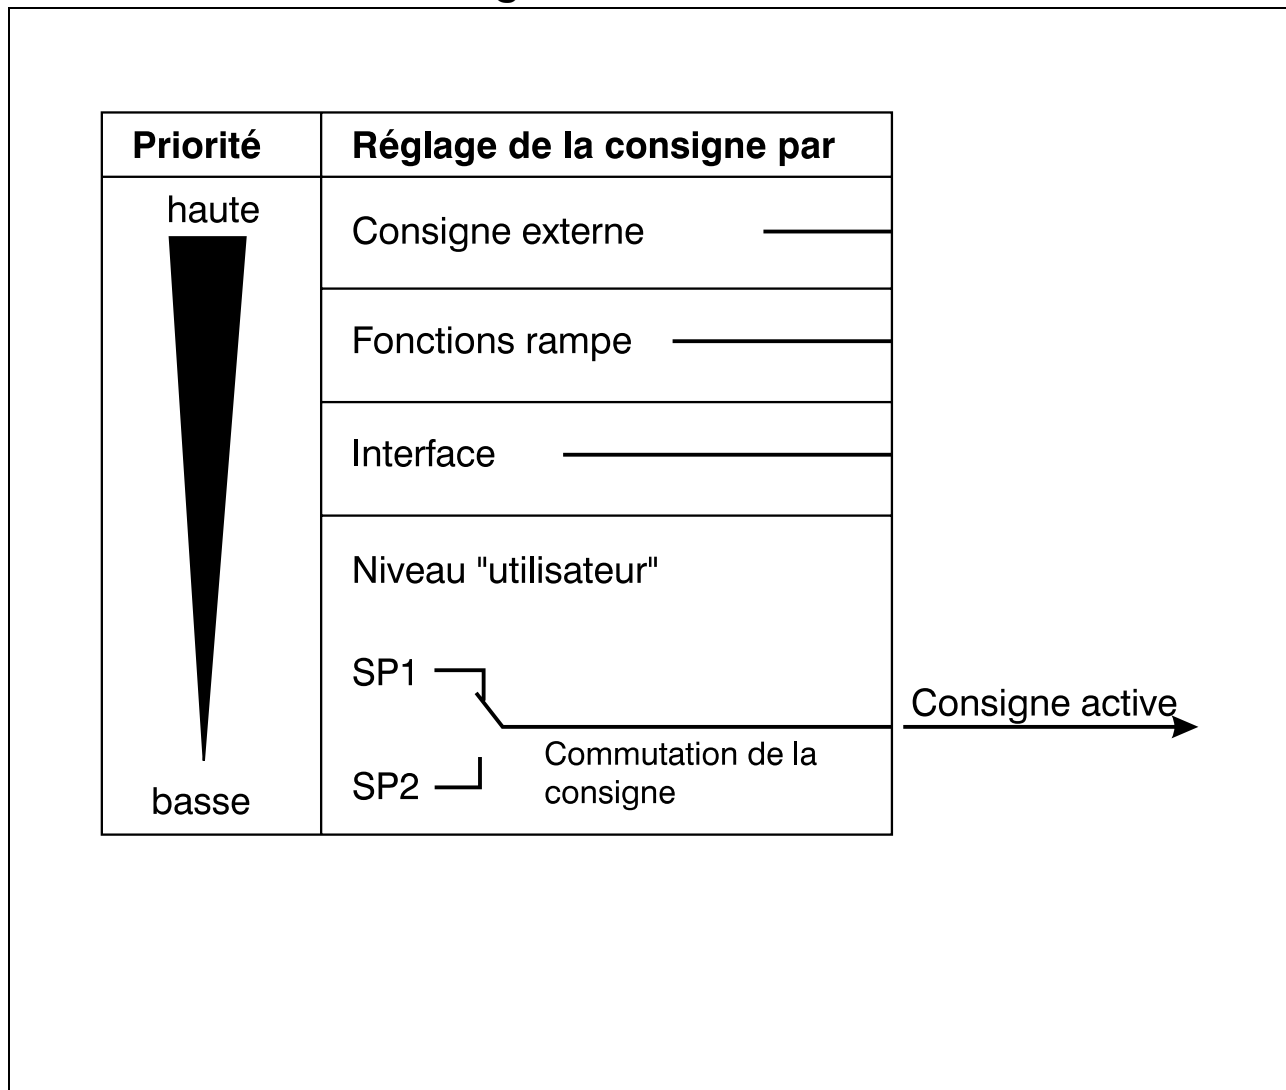 Priorité
Réglage de la consigne par
haute
Consigne externe
Fonctions rampe
Interface
Niveau "utilisateur"
SP1
Consigne active
Commutation de la
consigne
SP2
basse